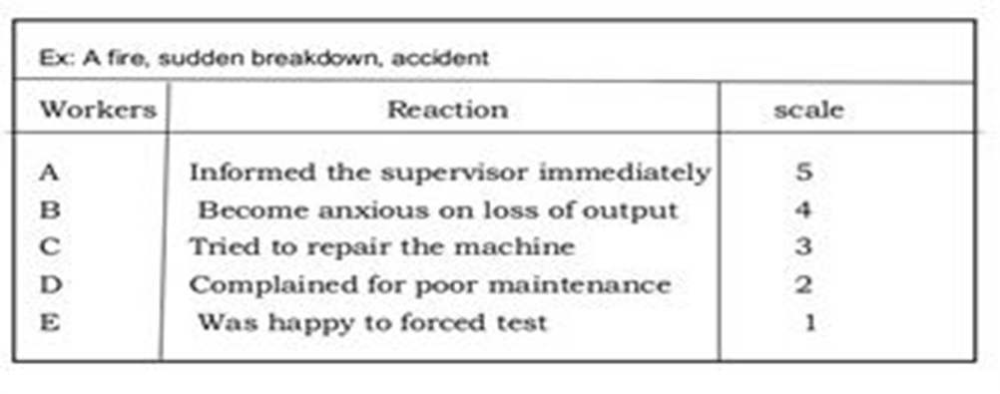 Ex: A fire, sudden breakdown, accident
Workers Reaction scale
A Informed the supervisor immediately 5
B Become anxious on loss of output 4
C Tried to repair the machine 3
D Complained for poor maintenance 2
E Was happy to forced test 1